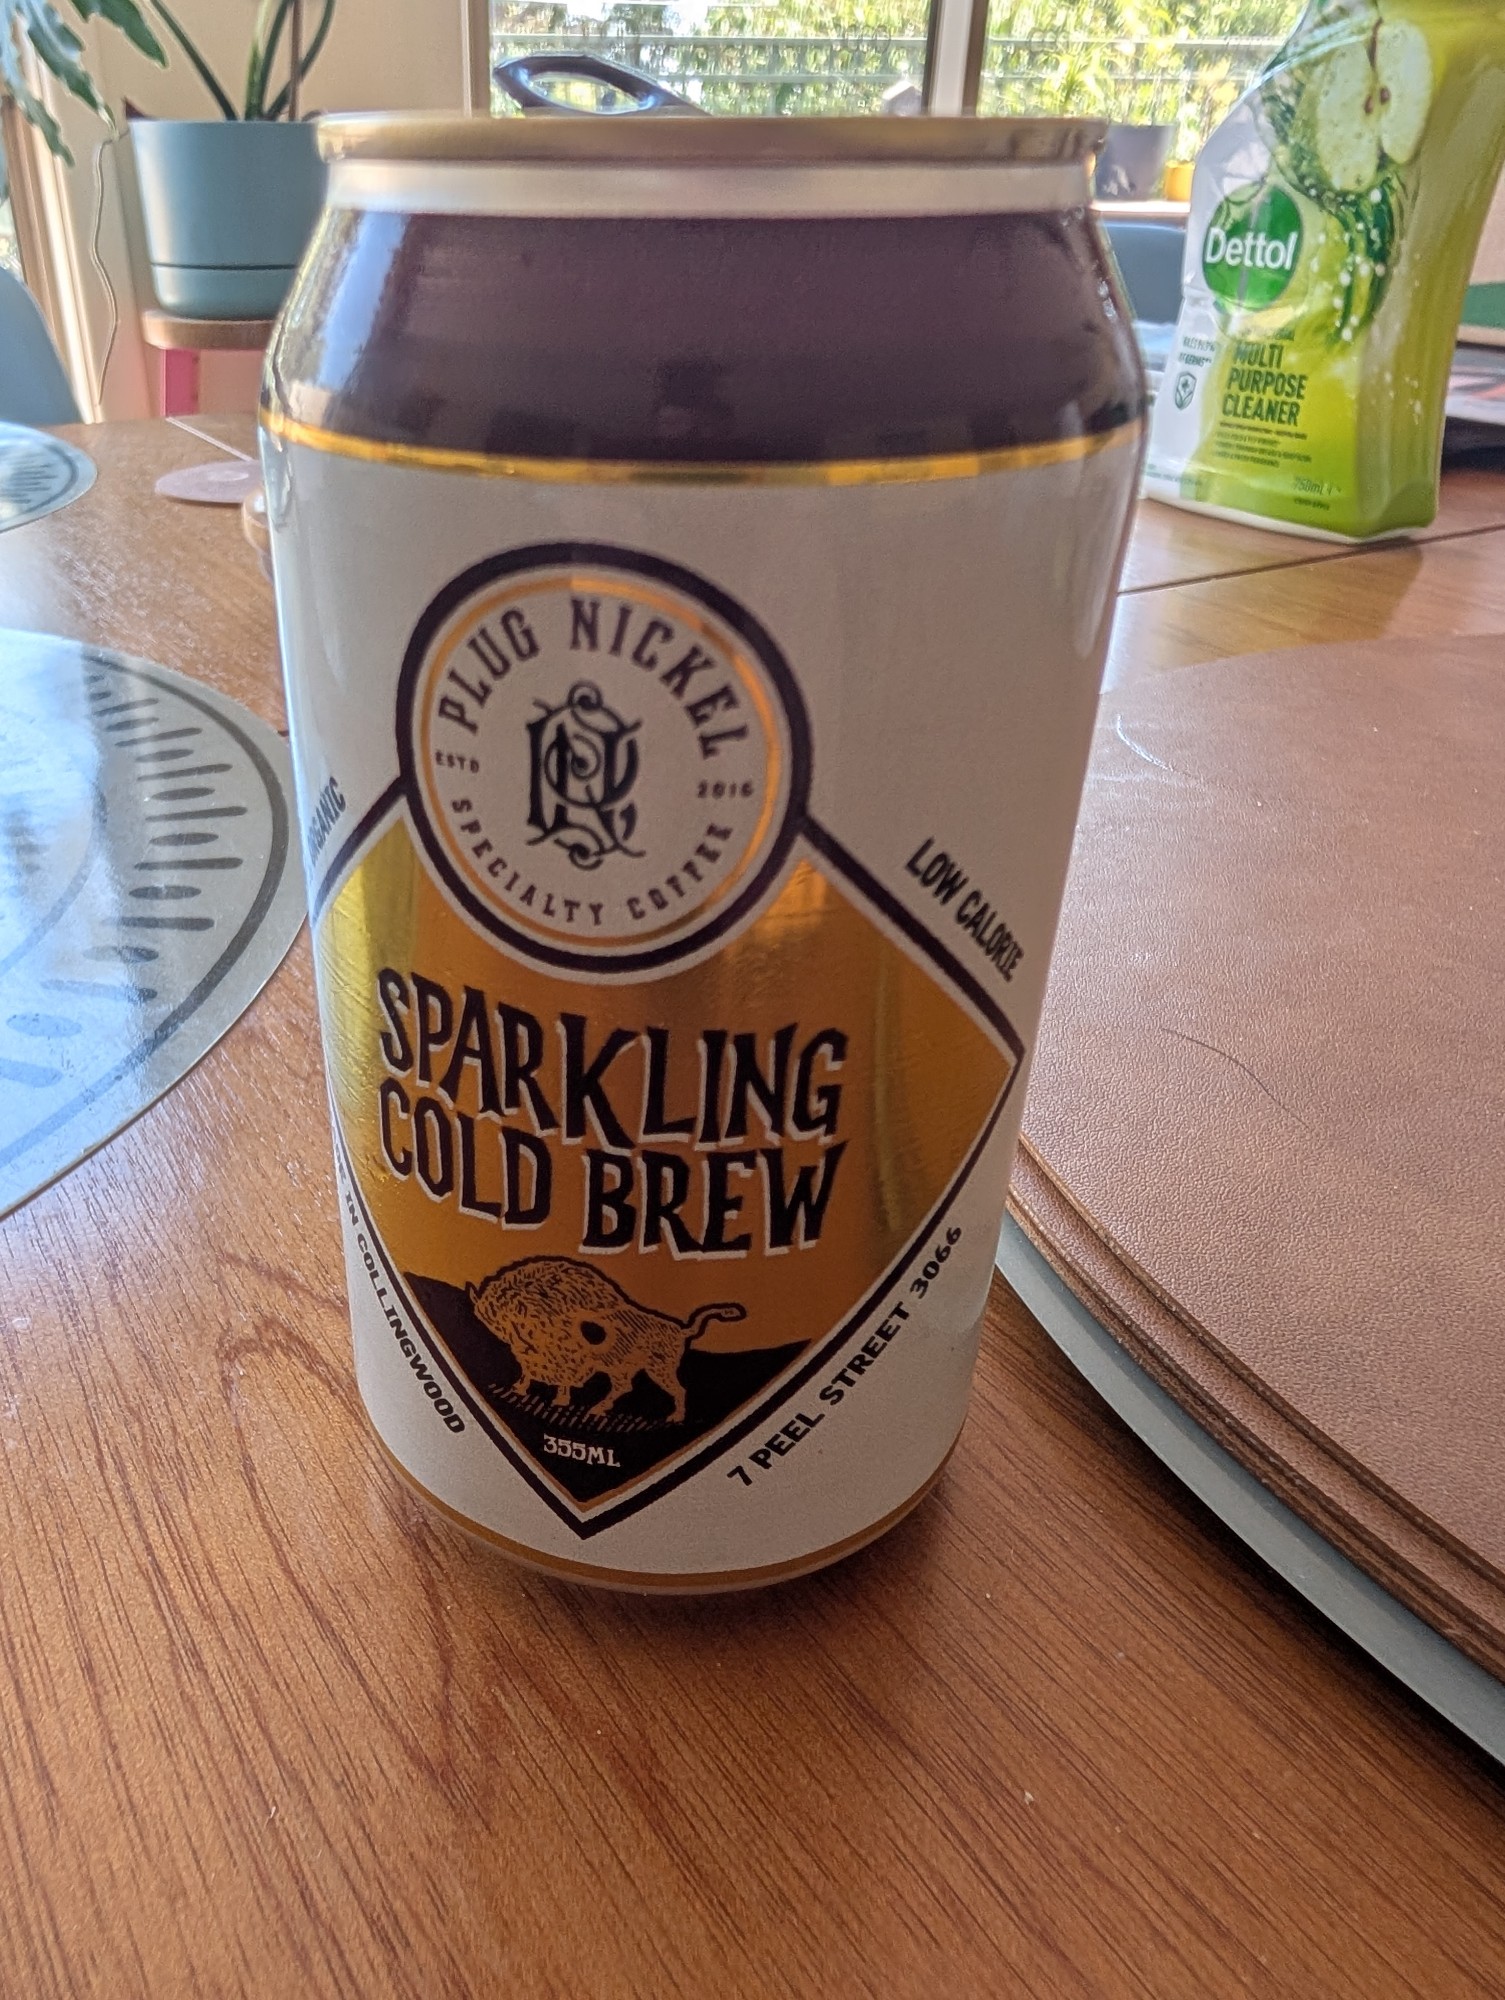 PLUG NICKEL
ESTD
2016
SPECIALTY COFFEE
LOW CALORIE
SPARKLING
COLD BREW
IN COLLINGWOOD
7 PEEL STREET 3066
355ML
Dettol
MULTI
PURPOSE
CLEANER